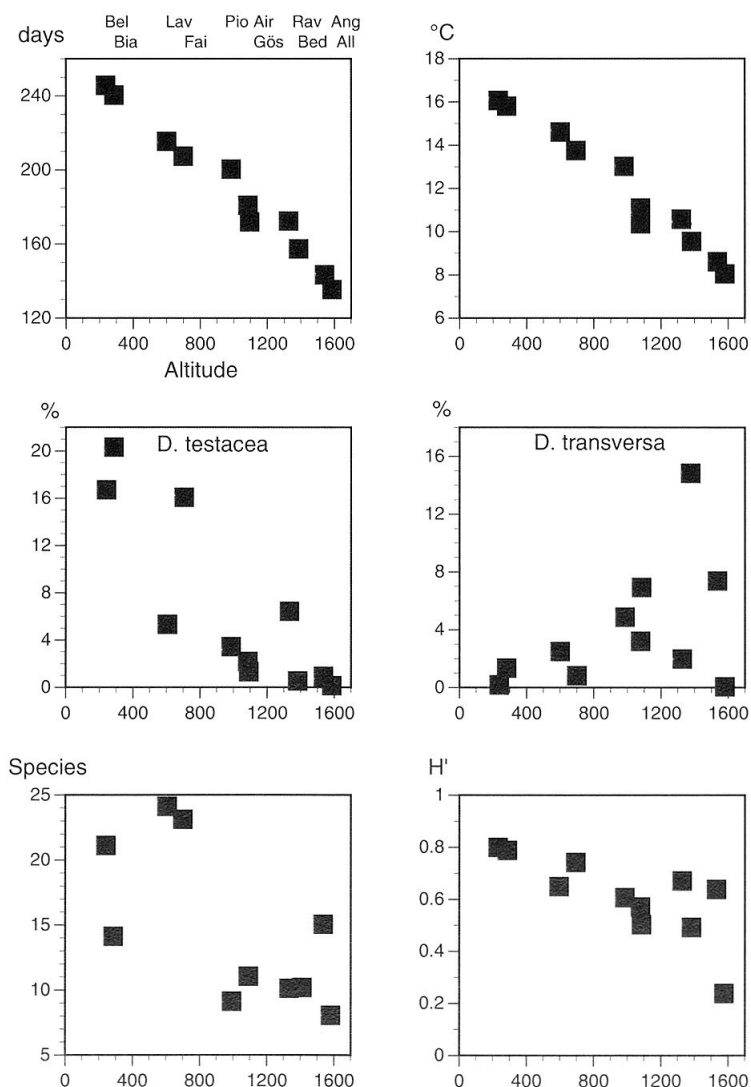 days
Bel Lav Pio Air Rav Ang
Bia Fai Gös Bed All
240
200
160
120
0 400 800 1200 1600
Altitude
°C
18
16
14
12
10
8
6
0 400 800 1200 1600
%
D. testacea
20
16
12
8
4
0
0 400 800 1200 1600
%
D. transversa
16
12
8
4
0
0 400 800 1200 1600
Species
25
20
15
10
5
0 400 800 1200 1600
H'
1
0.8
0.6
0.4
0.2
0
0 400 800 1200 1600